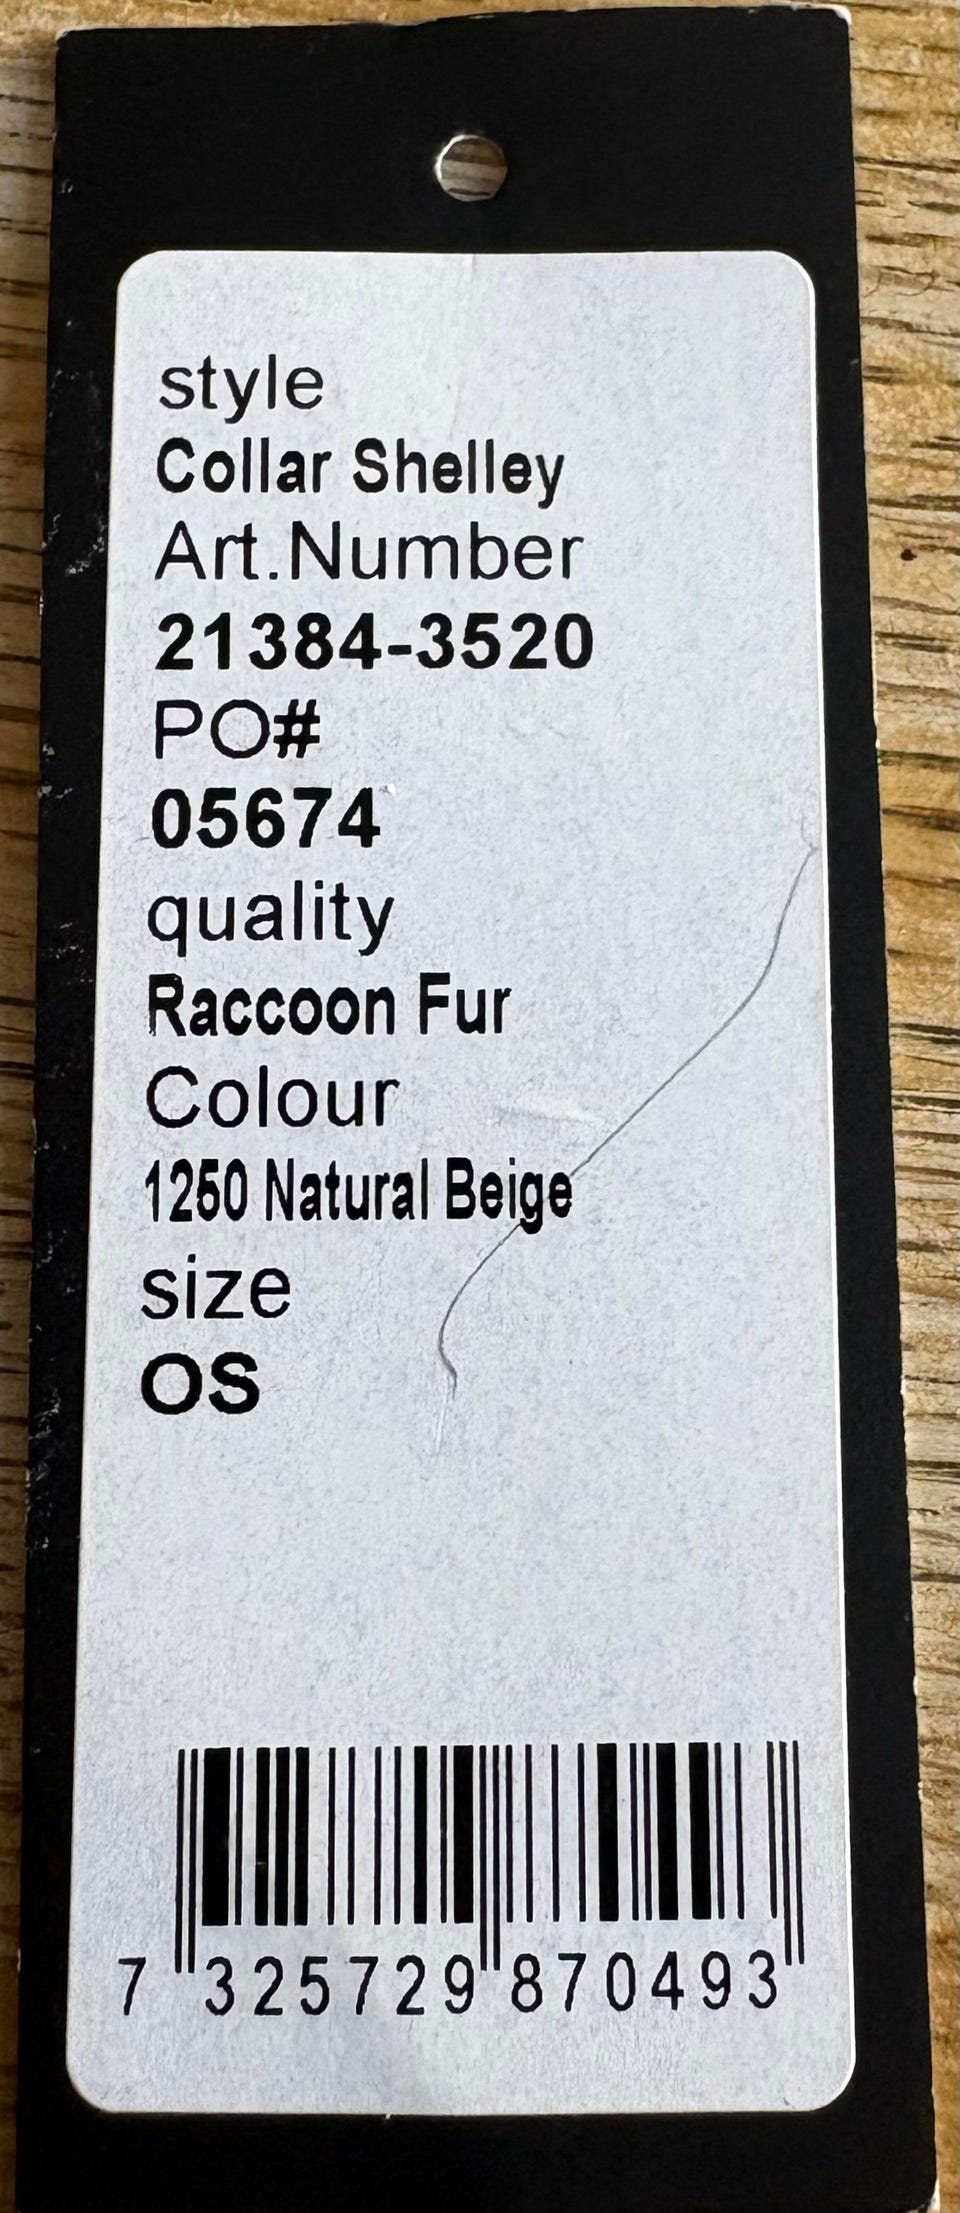 style
Collar Shelley
Art.Number
21384-3520
PO#
05674
quality
Raccoon Fur
Colour
1250 Natural Beige
size
OS
7 325729 870493